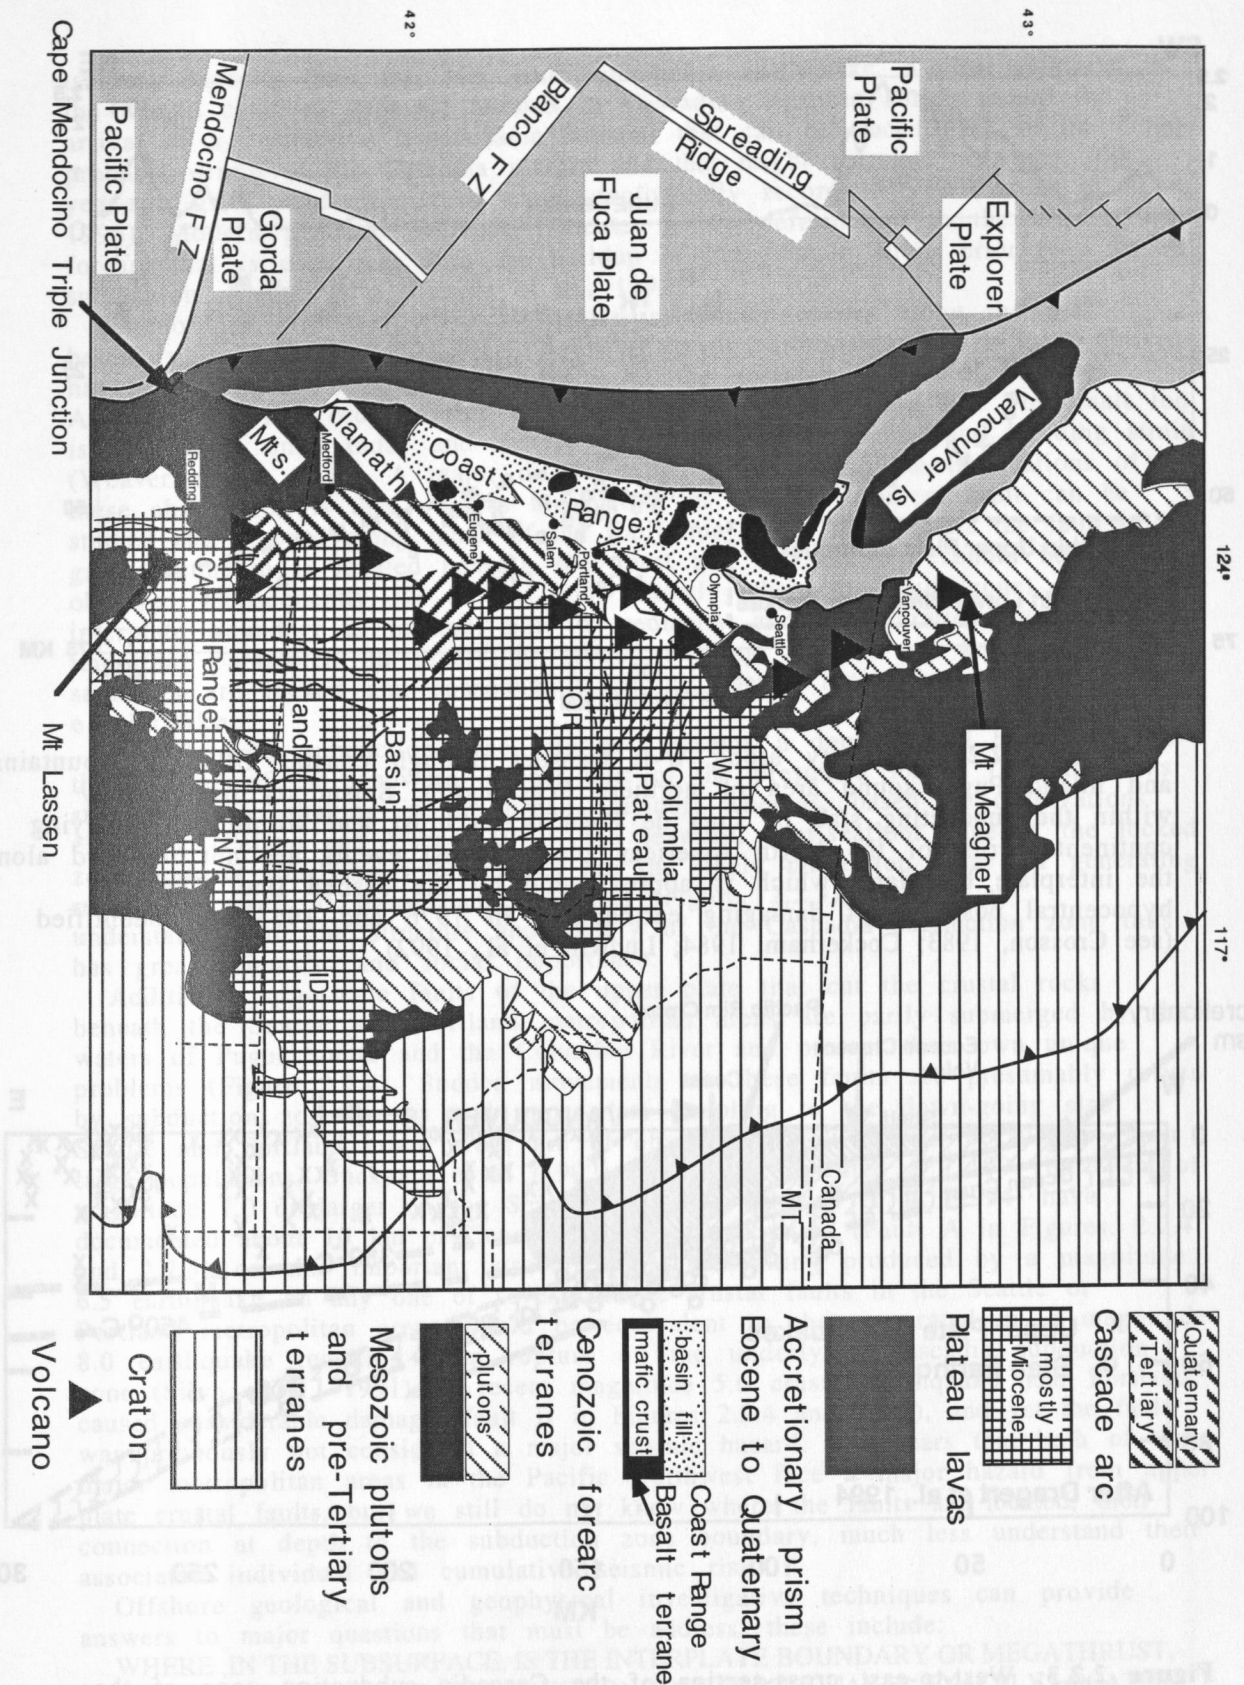 43°
42°
124°
117°
Pacific
Plate
Explorer
Plate
Spreading
Ridge
Juan de
Fuca Plate
Blanco F Z
Gorda
Plate
Mendocino F Z
Pacific Plate
Cape Mendocino Triple Junction
Vancouver
Is.
Mt Meagher
Vancouver
Seattle
Olympia
Portland
Salem
Eugene
Medford
Redding
Coast
Range
Klamath
Mts.
WA
Columbia
Plateau
OR
Basin
and
Range
CA
NV
ID
MT
Canada
Mt Lassen
Quaternary
Tertiary
Cascade arc
mostly
Miocene
Plateau lavas
Accretionary prism
Eocene to Quaternary
basin fill
maffic crust
Coast Range
Basalt terrane
Cenozoic forearc
terranes
plutons
Mesozoic plutons
and pre-Tertiary
terranes
Craton
Volcano